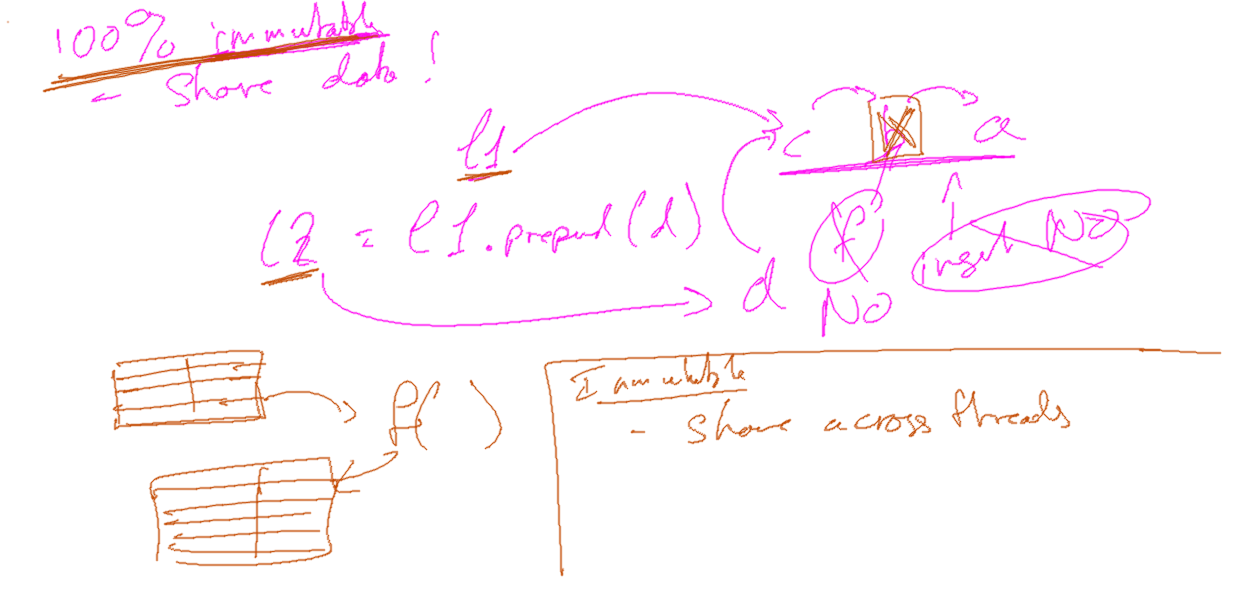 100% immutable
- Share data!
l1
c b a
l2 = l1.prepend(d)
insert NO
d
NO
f( )
Immutable
- Share across threads